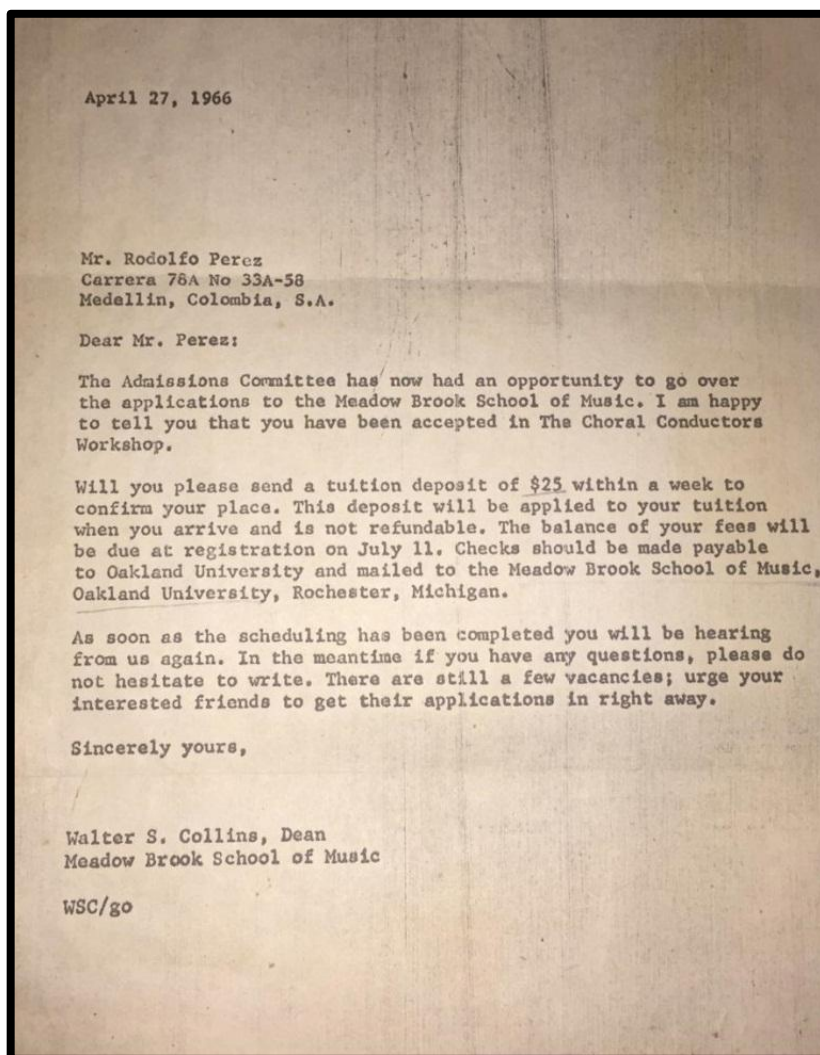 April 27, 1966
Mr. Rodolfo Perez
Carrera 78A No 33A-58
Medellin, Colombia, S.A.
Dear Mr. Perez:
The Admissions Committee has now had an opportunity to go over
the applications to the Meadow Brook School of Music. I am happy
to tell you that you have been accepted in The Choral Conductors
Workshop.
Will you please send a tuition deposit of $25 within a week to
confirm your place. This deposit will be applied to your tuition
when you arrive and is not refundable. The balance of your fees will
be due at registration on July 11. Checks should be made payable
to Oakland University and mailed to the Meadow Brook School of Music,
Oakland University, Rochester, Michigan.
As soon as the scheduling has been completed you will be hearing
from us again. In the meantime if you have any questions, please do
not hesitate to write. There are still a few vacancies; urge your
interested friends to get their applications in right away.
Sincerely yours,
Walter S. Collins, Dean
Meadow Brook School of Music
WSC/go